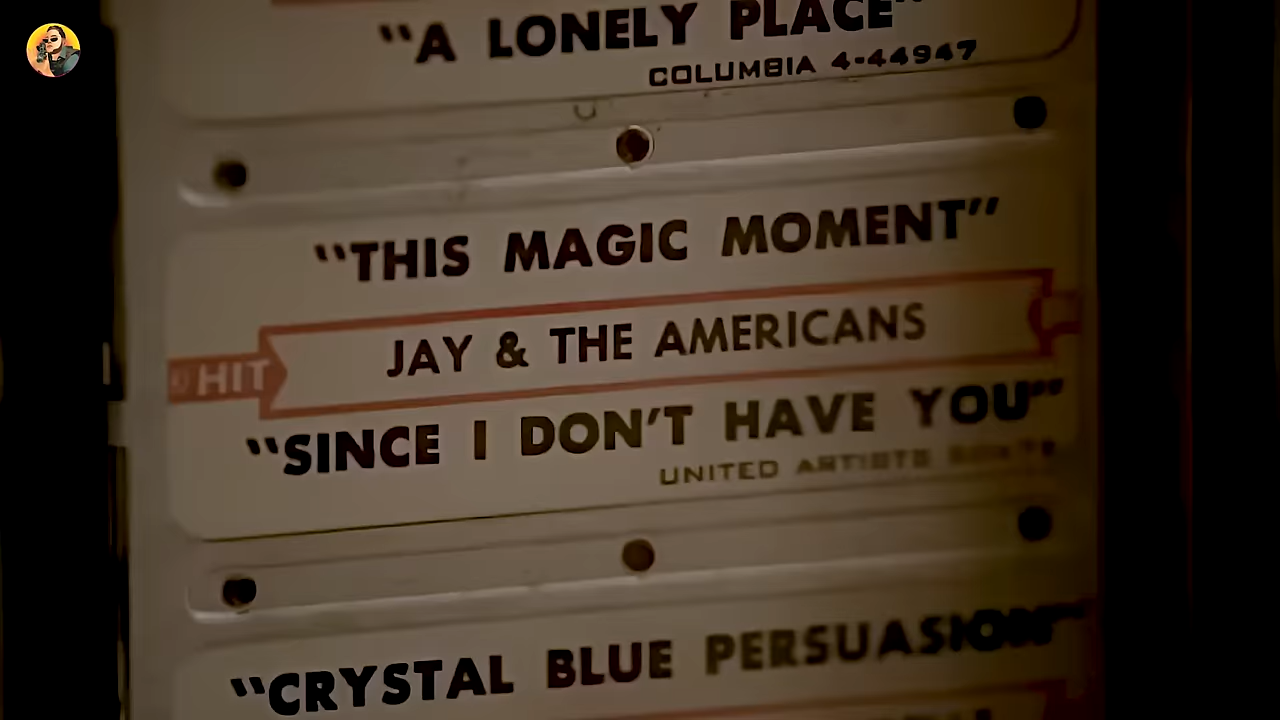 “A LONELY PLACE”
COLUMBIA 4-44947
“THIS MAGIC MOMENT”
HIT
JAY & THE AMERICANS
“SINCE I DON’T HAVE YOU”
UNITED ARTISTS
“CRYSTAL BLUE PERSUASION”